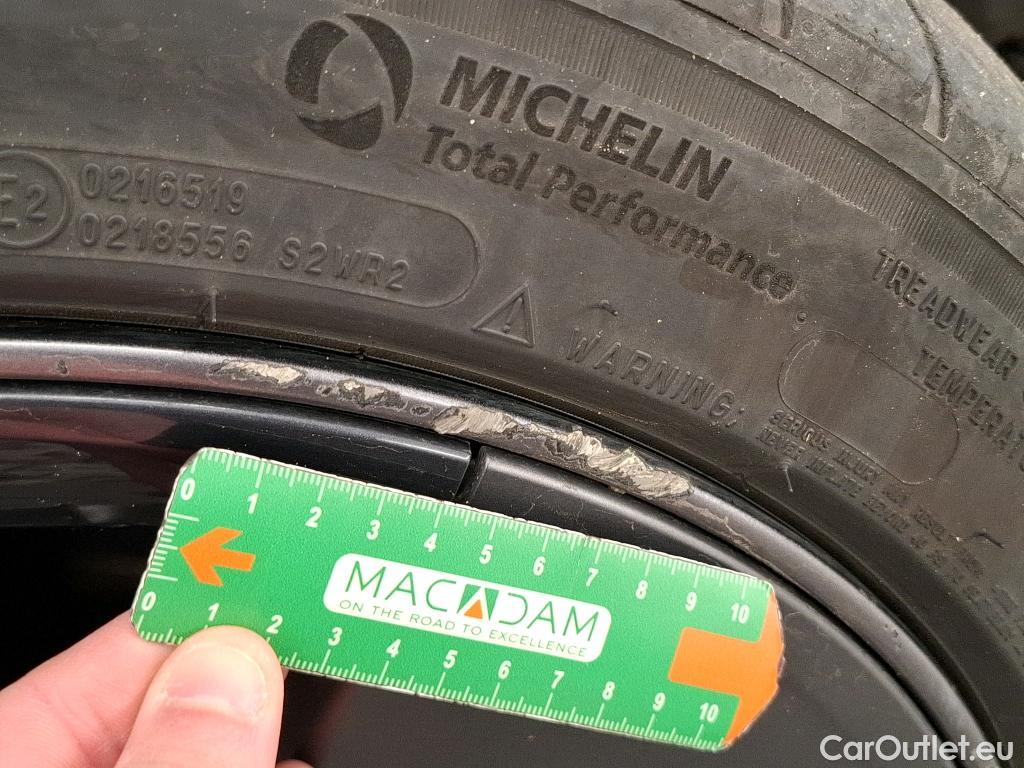 MICHELIN
Total Performance
E2
0216519
0218556 S2WR2
TREADWEAR
WARNING:
0 1 2 3 4 5 6 7 8 9 10
MACADAM
ON THE ROAD TO EXCELLENCE
0 1 2 3 4 5 6 7 8 9 10
CarOutlet.eu